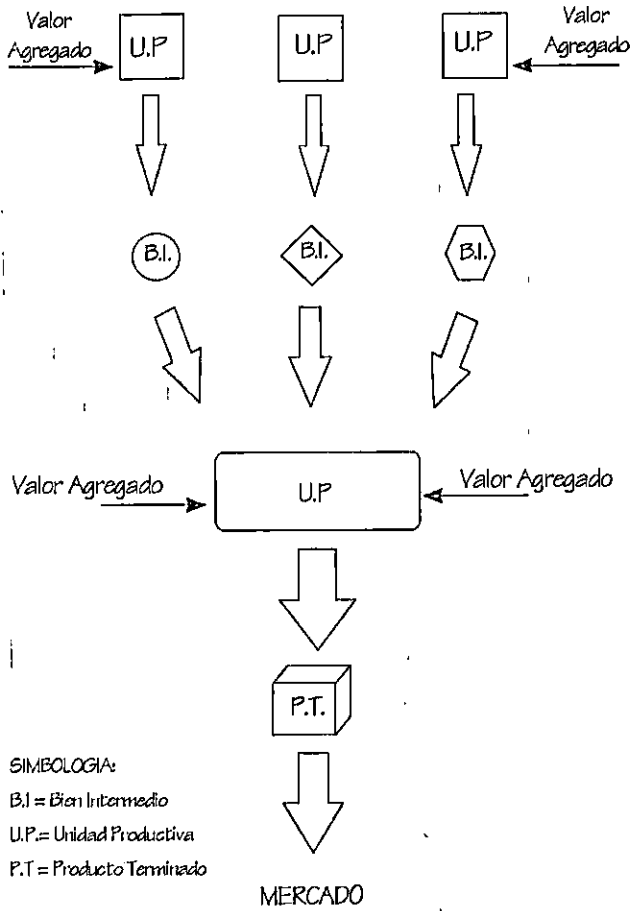 Valor
Agregado
U.P
U.P
U.P
Valor
Agregado
B.I.
B.I.
B.I.
Valor Agregado
U.P
Valor Agregado
P.T.
SIMBOLOGIA:
B.I = Bien Intermedio
U.P.= Unidad Productiva
P.T = Producto Terminado
MERCADO